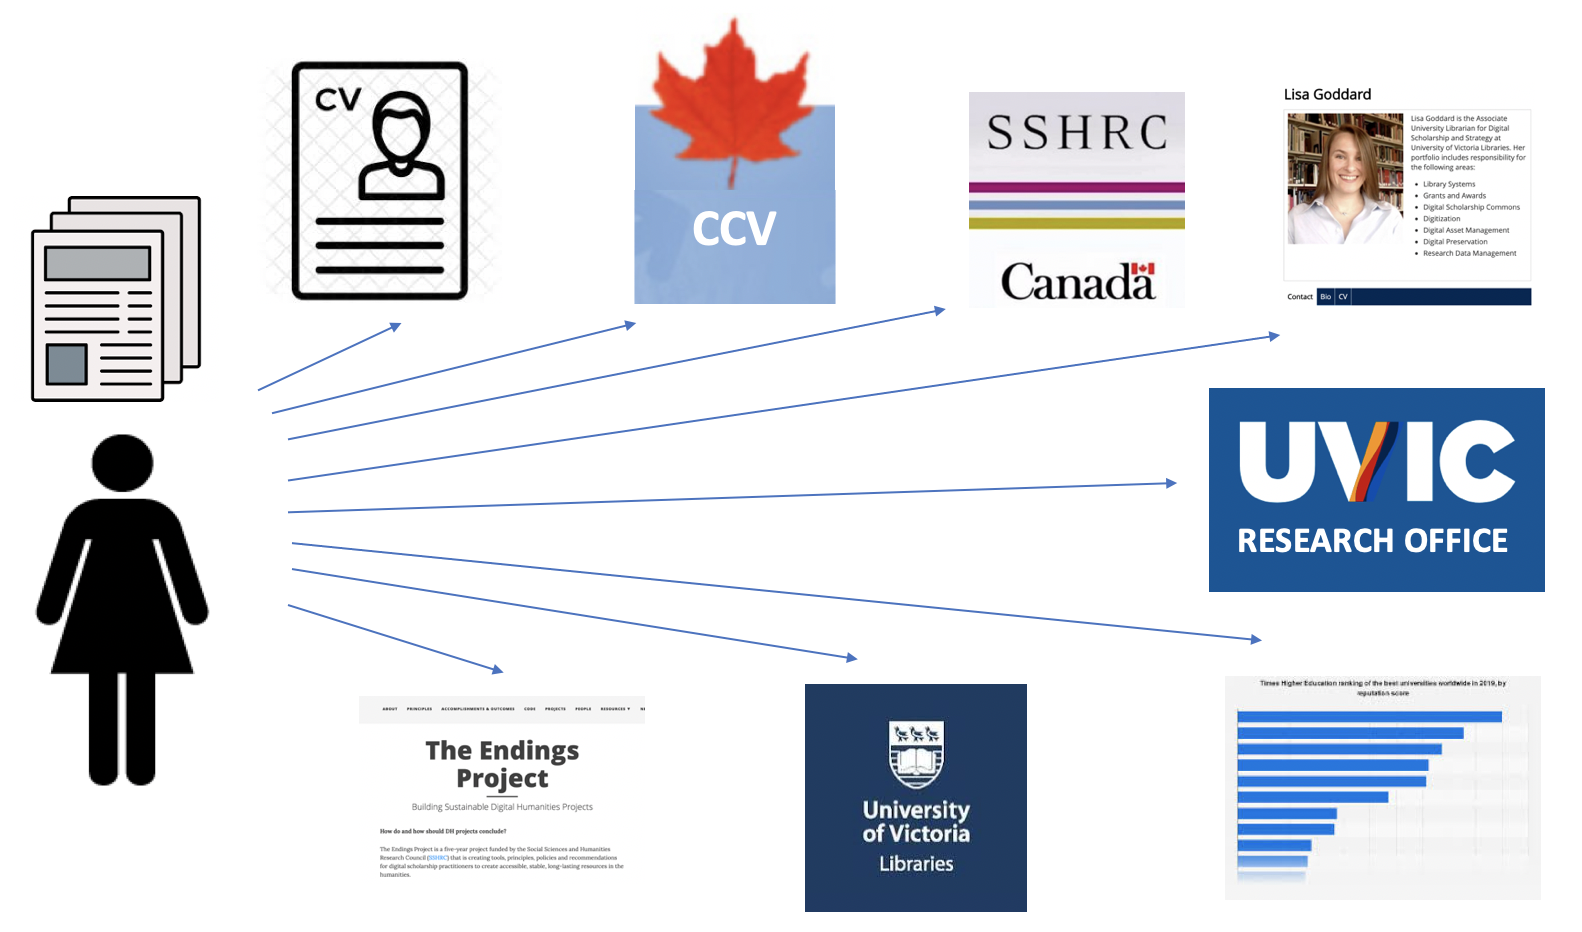 CV
CCV
SSHRC
Canada
Lisa Goddard
Lisa Goddard is the Associate
University Librarian for Digital
Scholarship and Strategy at
University of Victoria Libraries. Her
portfolio includes responsibility for
the following areas:
Library Systems
Grants and Awards
Digital Scholarship Commons
Digitization
Digital Asset Management
Digital Preservation
Research Data Management
Contact Bio CV
UVIC
RESEARCH OFFICE
ABOUT PRINCIPLES ACCOMPLISHMENTS & OUTCOMES CODE PROJECTS PEOPLE RESOURCES
The Endings
Project
Building Sustainable Digital Humanities Projects
How do and how should DH projects conclude?
The Endings Project is a five-year project funded by the Social Sciences and Humanities
Research Council (SSHRC) that is creating tools, principles, policies and recommendations
for digital scholarship practitioners to create accessible, stable, long-lasting resources in the
humanities.
University
of Victoria
Libraries
Times Higher Education ranking of the best universities worldwide in 2019, by
reputation score